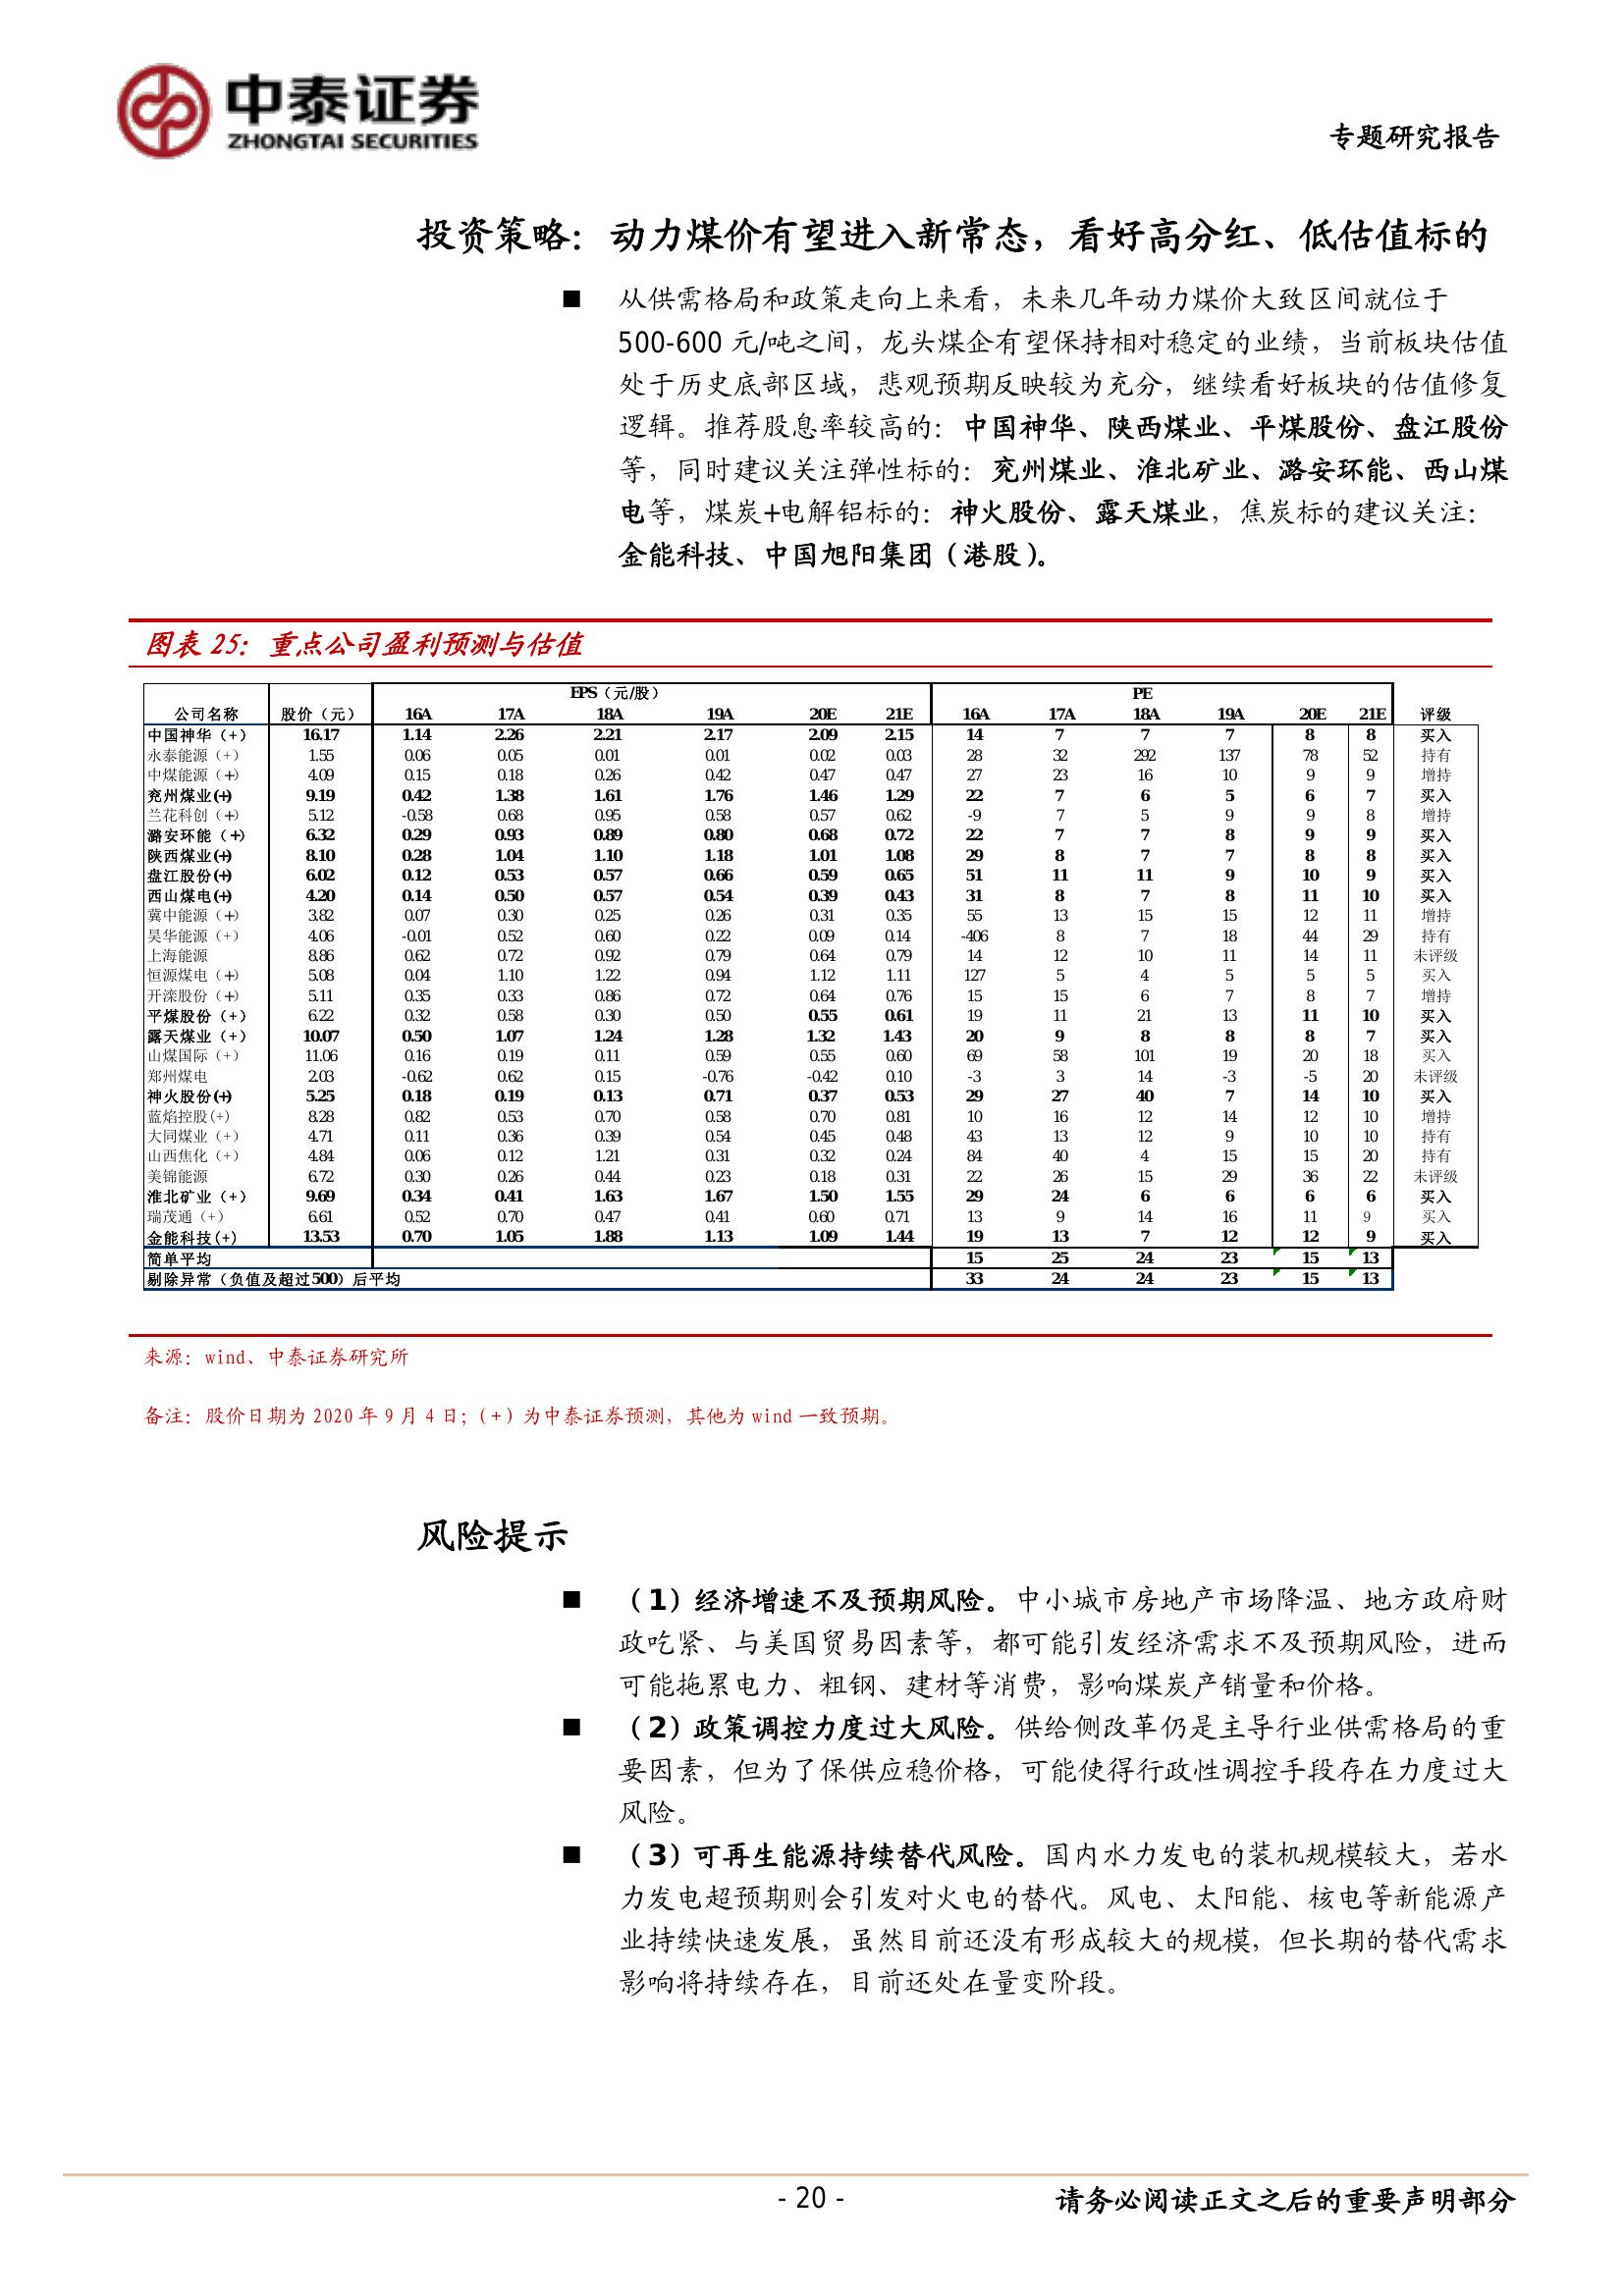 中泰证券
ZHONGTAI SECURITIES
专题研究报告
投资策略：动力煤价有望进入新常态，看好高分红、低估值标的
■ 从供需格局和政策走向上来看，未来几年动力煤价大致区间就位于
500-600 元/吨之间，龙头煤企有望保持相对稳定的业绩，当前板块估值
处于历史底部区域，悲观预期反映较为充分，继续看好板块的估值修复
逻辑。推荐股息率较高的：中国神华、陕西煤业、平煤股份、盘江股份
等，同时建议关注弹性标的：兖州煤业、淮北矿业、潞安环能、西山煤
电等，煤炭+电解铝标的：神火股份、露天煤业，焦炭标的建议关注：
金能科技、中国旭阳集团（港股）。
图表 25：重点公司盈利预测与估值
EPS（元/股） PE
公司名称 股价（元） 16A 17A 18A 19A 20E 21E 16A 17A 18A 19A 20E 21E 评级
中国神华（+） 16.17 1.14 2.26 2.21 2.17 2.09 2.15 14 7 7 7 8 8 买入
永泰能源（+） 1.55 0.06 0.05 0.01 0.01 0.02 0.03 28 32 292 137 78 52 持有
中煤能源（+） 4.09 0.15 0.18 0.26 0.42 0.47 0.47 27 23 16 10 9 9 增持
兖州煤业(+) 9.19 0.42 1.38 1.61 1.76 1.46 1.29 22 7 6 5 6 7 买入
兰花科创（+） 5.12 -0.58 0.68 0.95 0.58 0.57 0.62 -9 7 5 9 9 8 增持
潞安环能（+） 6.32 0.29 0.93 0.89 0.80 0.68 0.72 22 7 7 8 9 9 买入
陕西煤业(+) 8.10 0.28 1.04 1.10 1.18 1.01 1.08 29 8 7 7 8 8 买入
盘江股份(+) 6.02 0.12 0.53 0.57 0.66 0.59 0.65 51 11 11 9 10 9 买入
西山煤电(+) 4.20 0.14 0.50 0.57 0.54 0.39 0.43 31 8 7 8 11 10 买入
冀中能源（+） 3.82 0.07 0.30 0.25 0.26 0.31 0.35 55 13 15 15 12 11 增持
昊华能源（+） 4.06 -0.01 0.52 0.60 0.22 0.09 0.14 -406 8 7 18 44 29 持有
上海能源 8.86 0.62 0.72 0.92 0.79 0.64 0.79 14 12 10 11 14 11 未评级
恒源煤电（+） 5.08 0.04 1.10 1.22 0.94 1.12 1.11 127 5 4 5 5 5 买入
开滦股份（+） 5.11 0.35 0.33 0.86 0.72 0.64 0.76 15 15 6 7 8 7 增持
平煤股份（+） 6.22 0.32 0.58 0.30 0.50 0.55 0.61 19 11 21 13 11 10 买入
露天煤业（+） 10.07 0.50 1.07 1.24 1.28 1.32 1.43 20 9 8 8 8 7 买入
山煤国际（+） 11.06 0.16 0.19 0.11 0.59 0.55 0.60 69 58 101 19 20 18 买入
郑州煤电 2.03 -0.62 0.62 0.15 -0.76 -0.42 0.10 -3 3 14 -3 -5 20 未评级
神火股份(+) 5.25 0.18 0.19 0.13 0.71 0.37 0.53 29 27 40 7 14 10 买入
蓝焰控股(+) 8.28 0.82 0.53 0.70 0.58 0.70 0.81 10 16 12 14 12 10 增持
大同煤业（+） 4.71 0.11 0.36 0.39 0.54 0.45 0.48 43 13 12 9 10 10 持有
山西焦化（+） 4.84 0.06 0.12 1.21 0.31 0.32 0.24 84 40 4 15 15 20 持有
美锦能源 6.72 0.30 0.26 0.44 0.23 0.18 0.31 22 26 15 29 36 22 未评级
淮北矿业（+） 9.69 0.34 0.41 1.63 1.67 1.50 1.55 29 24 6 6 6 6 买入
瑞茂通（+） 6.61 0.52 0.70 0.47 0.41 0.60 0.71 13 9 14 16 11 9 买入
金能科技(+) 13.53 0.70 1.05 1.88 1.13 1.09 1.44 19 13 7 12 12 9 买入
简单平均 15 25 24 23 15 13
剔除异常（负值及超过500）后平均 33 24 24 23 15 13
来源：wind、中泰证券研究所
备注：股价日期为 2020 年 9 月 4 日；（+）为中泰证券预测，其他为 wind 一致预期。
风险提示
■ （1）经济增速不及预期风险。中小城市房地产市场降温、地方政府财
政吃紧、与美国贸易因素等，都可能引发经济需求不及预期风险，进而
可能拖累电力、粗钢、建材等消费，影响煤炭产销量和价格。
■ （2）政策调控力度过大风险。供给侧改革仍是主导行业供需格局的重
要因素，但为了保供应稳价格，可能使得行政性调控手段存在力度过大
风险。
■ （3）可再生能源持续替代风险。国内水力发电的装机规模较大，若水
力发电超预期则会引发对火电的替代。风电、太阳能、核电等新能源产
业持续快速发展，虽然目前还没有形成较大的规模，但长期的替代需求
影响将持续存在，目前还处在量变阶段。
- 20 -
请务必阅读正文之后的重要声明部分